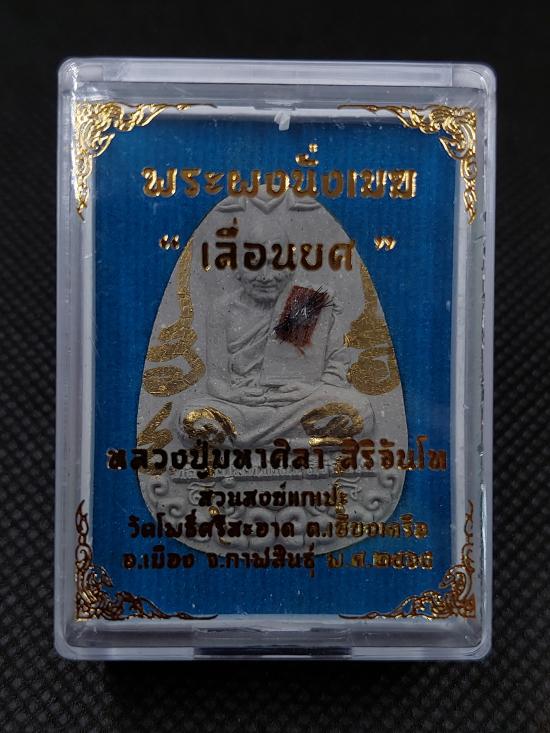 พระผงนั่งเมฆ
“ เลื่อนยศ ”
หลวงปู่มหาศิลา สิริจันโท
สวนสงฆ์แกเปะ
วัดโพธิ์ศรีสะอาด ต.เชียงเครือ
อ.เมือง จ.กาฬสินธุ์ พ.ศ.๒๕๖๕